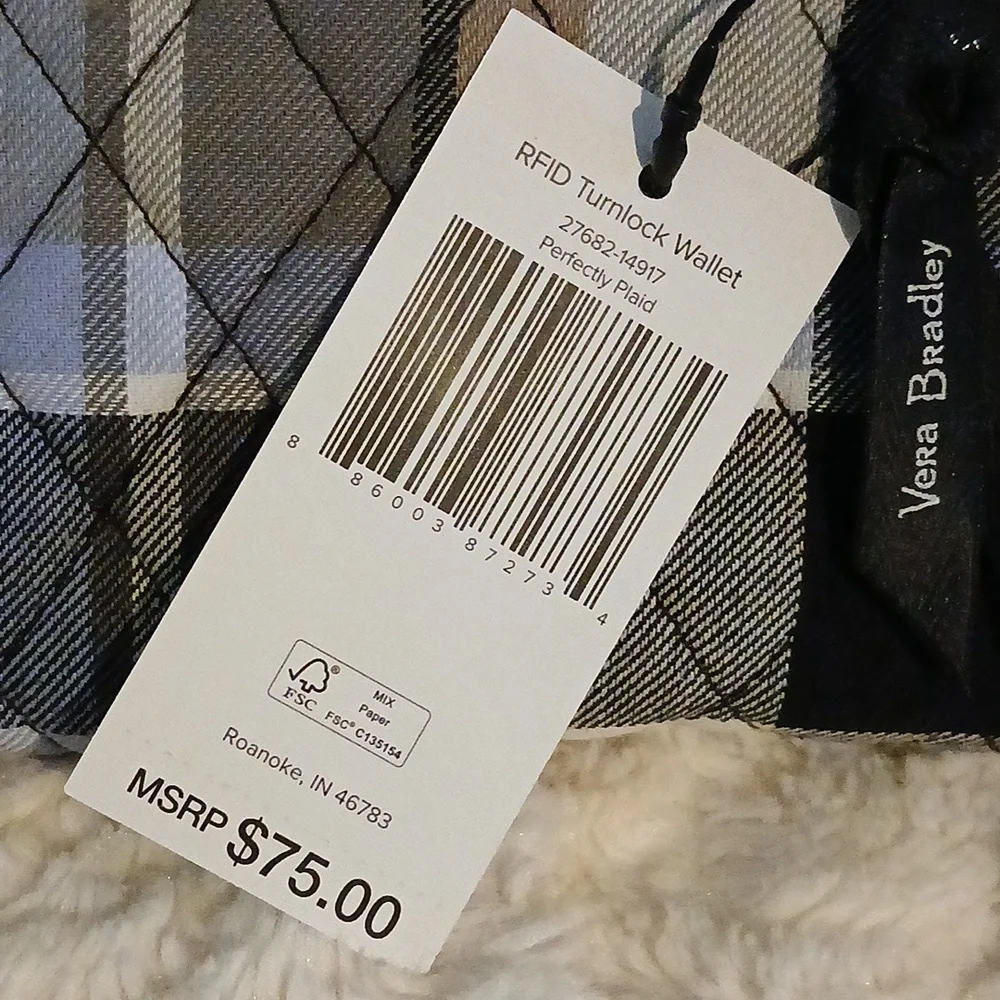 RFID Turnlock Wallet
27682-14917
Perfectly Plaid
8 86003 87273 4
FSC®
MIX
Paper
FSC® C135154
Roanoke, IN 46783
MSRP $75.00
Vera Bradley